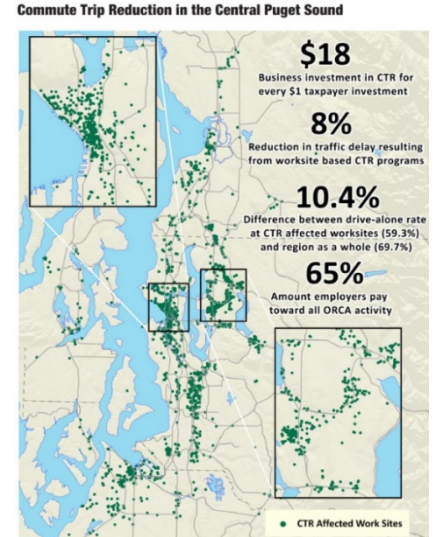 Commute Trip Reduction in the Central Puget Sound
$18
Business investment in CTR for
every $1 taxpayer investment
8%
Reduction in traffic delay resulting
from worksite based CTR programs
10.4%
Difference between drive-alone rate
at CTR affected worksites (59.3%)
and region as a whole (69.7%)
65%
Amount employers pay
toward all ORCA activity
CTR Affected Work Sites